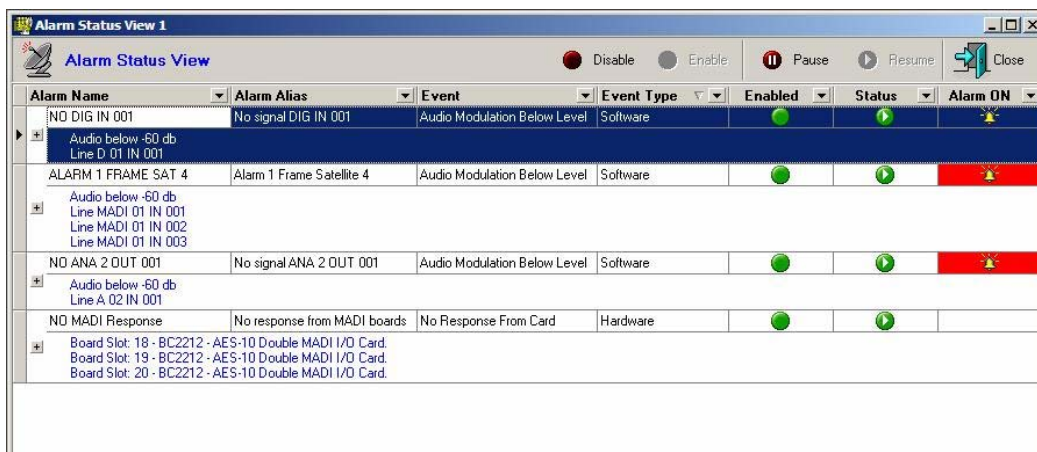 Alarm Status View 1
Alarm Status View Disable Enable Pause Resume Close
Alarm Name Alarm Alias Event Event Type Enabled Status Alarm ON
NO DIG IN 001 No signal DIG IN 001 Audio Modulation Below Level Software
Audio below -60 db
Line D 01 IN 001
ALARM 1 FRAME SAT 4 Alarm 1 Frame Satellite 4 Audio Modulation Below Level Software
Audio below -60 db
Line MADI 01 IN 001
Line MADI 01 IN 002
Line MADI 01 IN 003
NO ANA 2 OUT 001 No signal ANA 2 OUT 001 Audio Modulation Below Level Software
Audio below -60 db
Line A 02 IN 001
NO MADI Response No response from MADI boards No Response From Card Hardware
Board Slot: 18 - BC2212 - AES-10 Double MADI I/O Card.
Board Slot: 19 - BC2212 - AES-10 Double MADI I/O Card.
Board Slot: 20 - BC2212 - AES-10 Double MADI I/O Card.